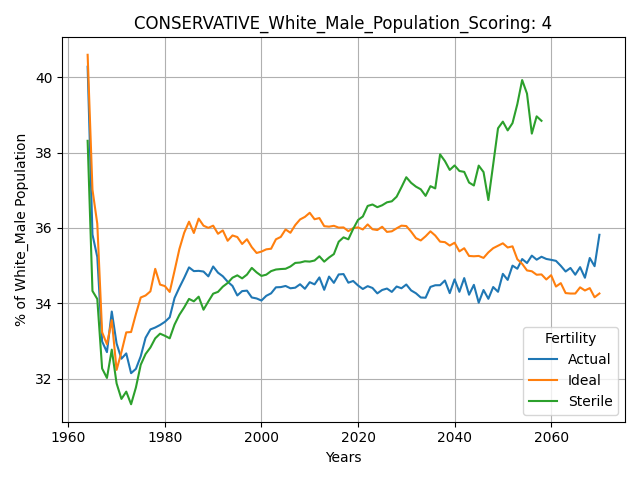 CONSERVATIVE_White_Male_Population_Scoring: 4
% of White_Male Population
40
38
36
34
32
1960
1980
2000
2020
2040
2060
Years
Fertility
Actual
Ideal
Sterile